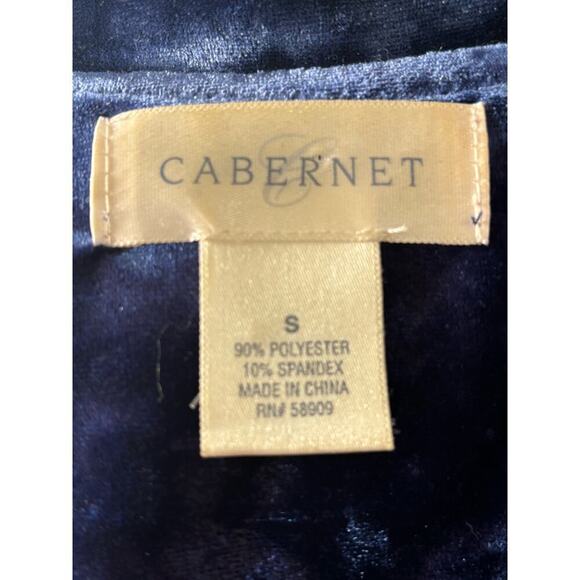 CABERNET
S
90% POLYESTER
10% SPANDEX
MADE IN CHINA
RN# 58909